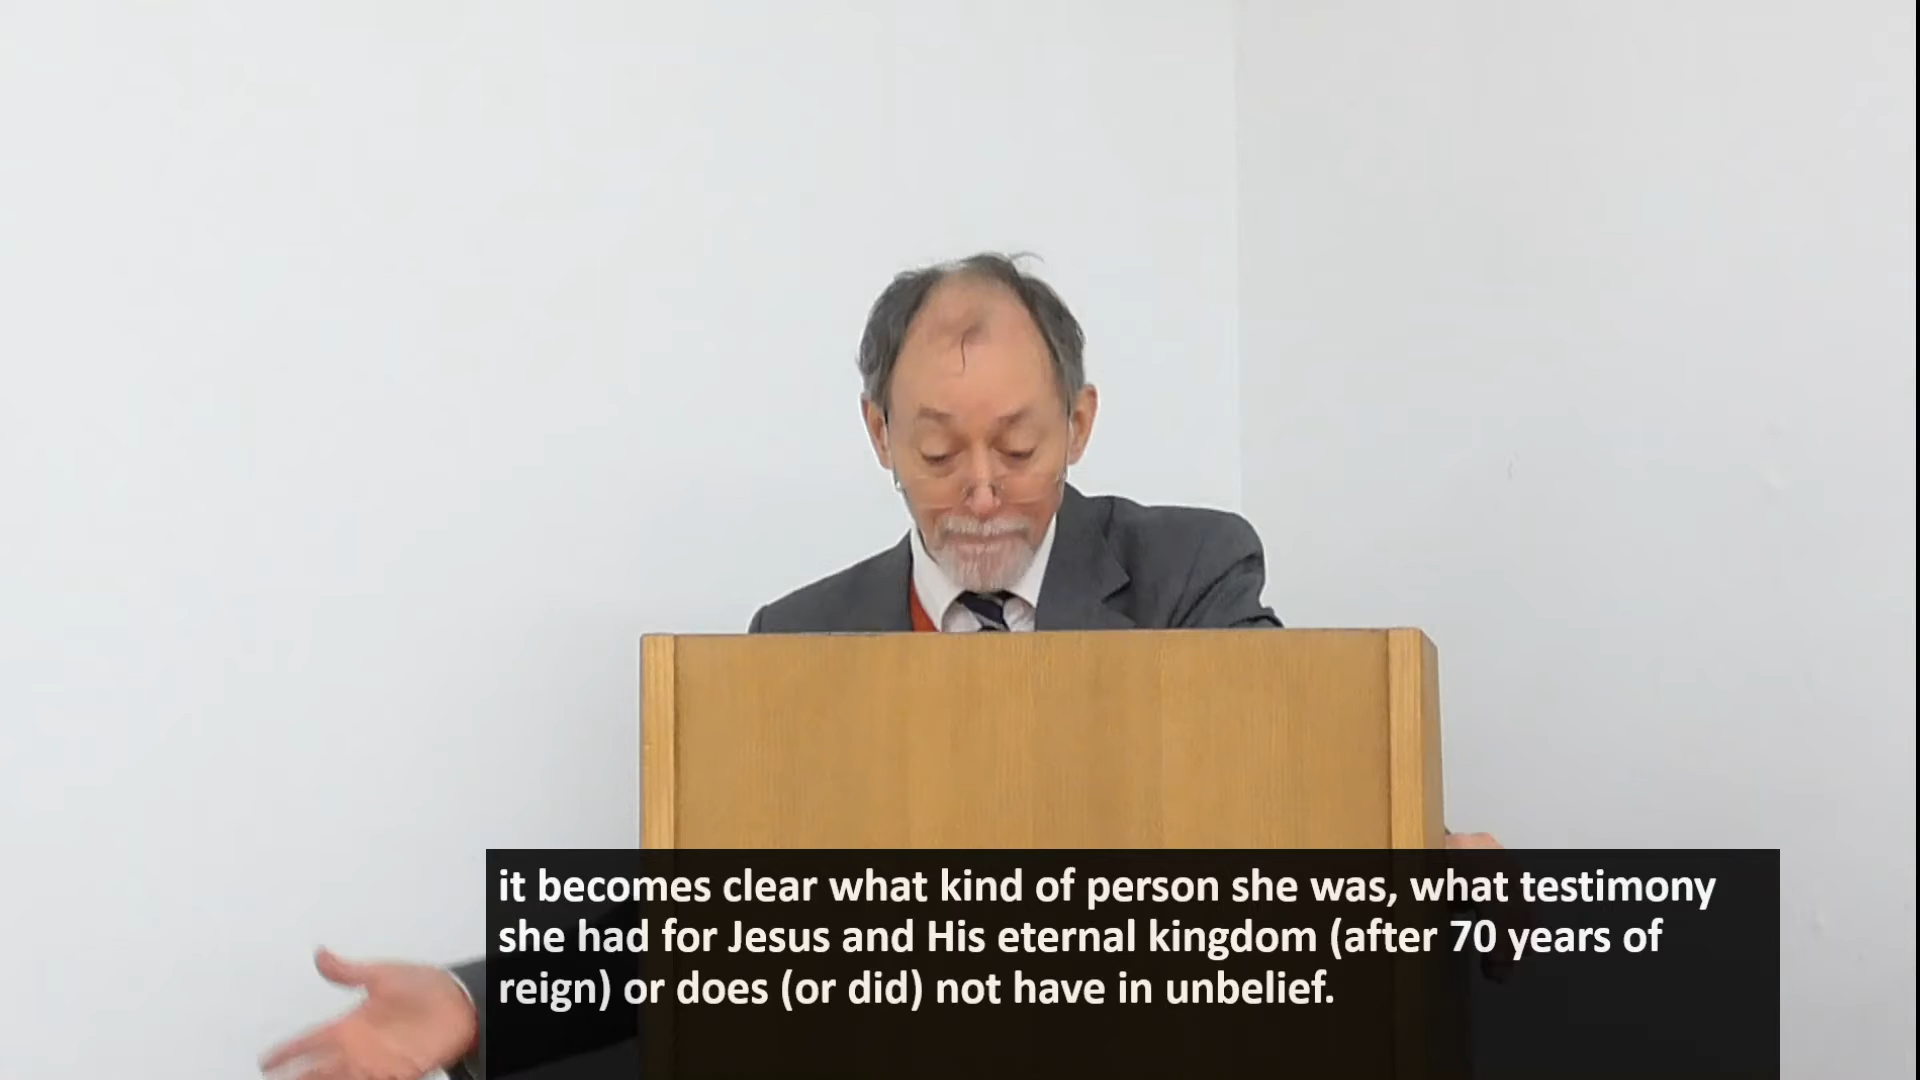 it becomes clear what kind of person she was, what testimony
she had for Jesus and His eternal kingdom (after 70 years of
reign) or does (or did) not have in unbelief.